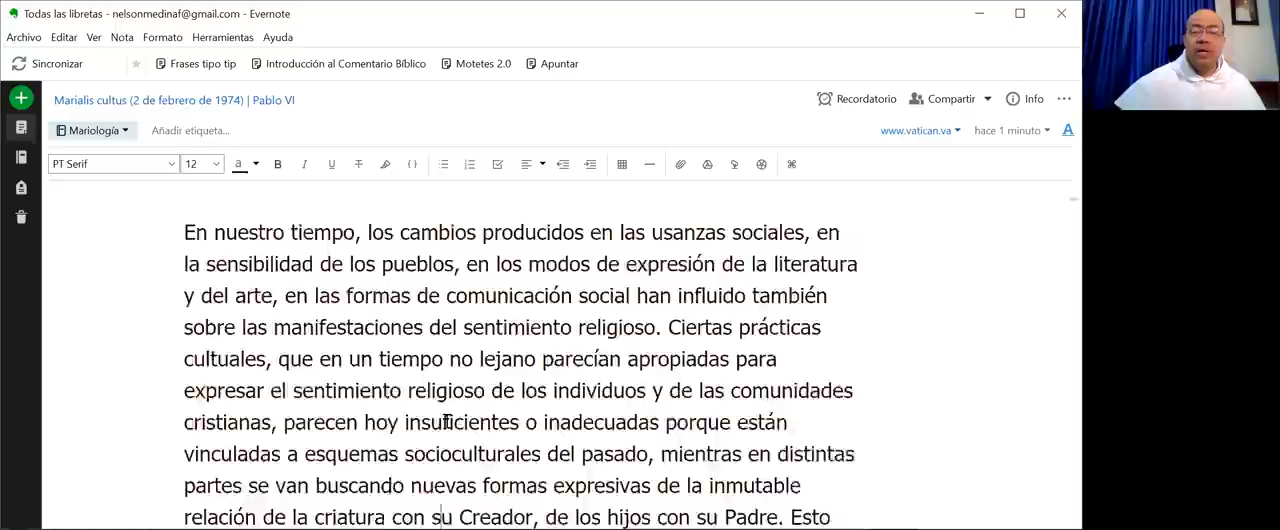 Todas las libretas - nelsonmedinaf@gmail.com - Evernote
Archivo Editar Ver Nota Formato Herramientas Ayuda
Sincronizar Frases tipo tip Introducción al Comentario Bíblico Motetes 2.0 Apuntar
Marialis cultus (2 de febrero de 1974) | Pablo VI Recordatorio Compartir Info
Mariología Añadir etiqueta... www.vatican.va hace 1 minuto A
PT Serif 12 a B I U T
En nuestro tiempo, los cambios producidos en las usanzas sociales, en
la sensibilidad de los pueblos, en los modos de expresión de la literatura
y del arte, en las formas de comunicación social han influido también
sobre las manifestaciones del sentimiento religioso. Ciertas prácticas
cultuales, que en un tiempo no lejano parecían apropiadas para
expresar el sentimiento religioso de los individuos y de las comunidades
cristianas, parecen hoy insuficientes o inadecuadas porque están
vinculadas a esquemas socioculturales del pasado, mientras en distintas
partes se van buscando nuevas formas expresivas de la inmutable
relación de la criatura con su Creador, de los hijos con su Padre. Esto